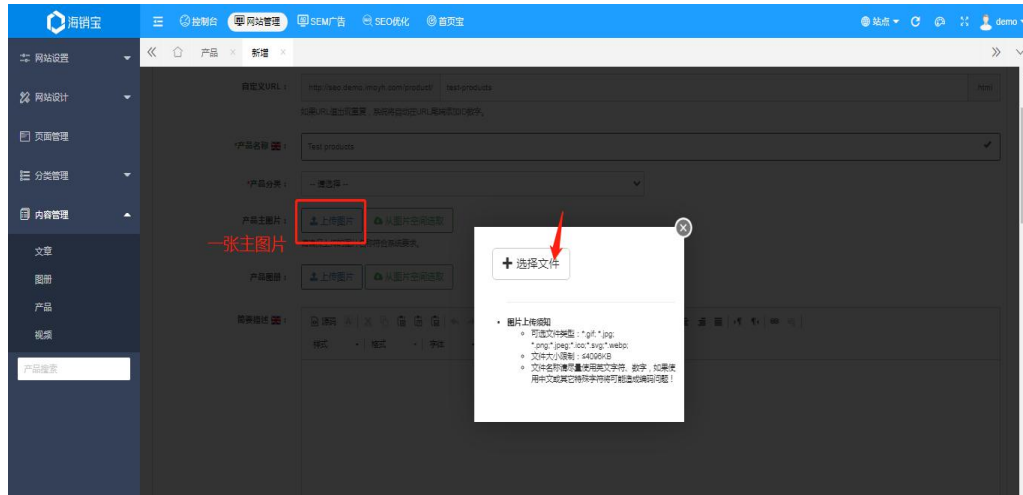 海销宝
控制台
网站管理
SEM广告
SEO优化
首页宝
站点
demo
网站设置
产品
新增
网站设计
页面管理
分类管理
内容管理
文章
图册
产品
视频
产品搜索
自定义URL：
test-products
html
*产品名称
Test products
*产品分类：
-- 请选择 --
产品主图片：
上传图片
从图片空间选取
一张主图片
产品图册：
上传图片
从图片空间选取
简要描述
源码
样式
格式
字体
选择文件
图片上传须知
可选文件类型：*.gif; *.jpg;
*.png;*.jpeg;*.ico;*.svg;*.webp;
文件大小限制：≤4096KB
文件名称请尽量使用英文字符、数字，如果使
用中文或其它特殊字符将可能造成编码问题！